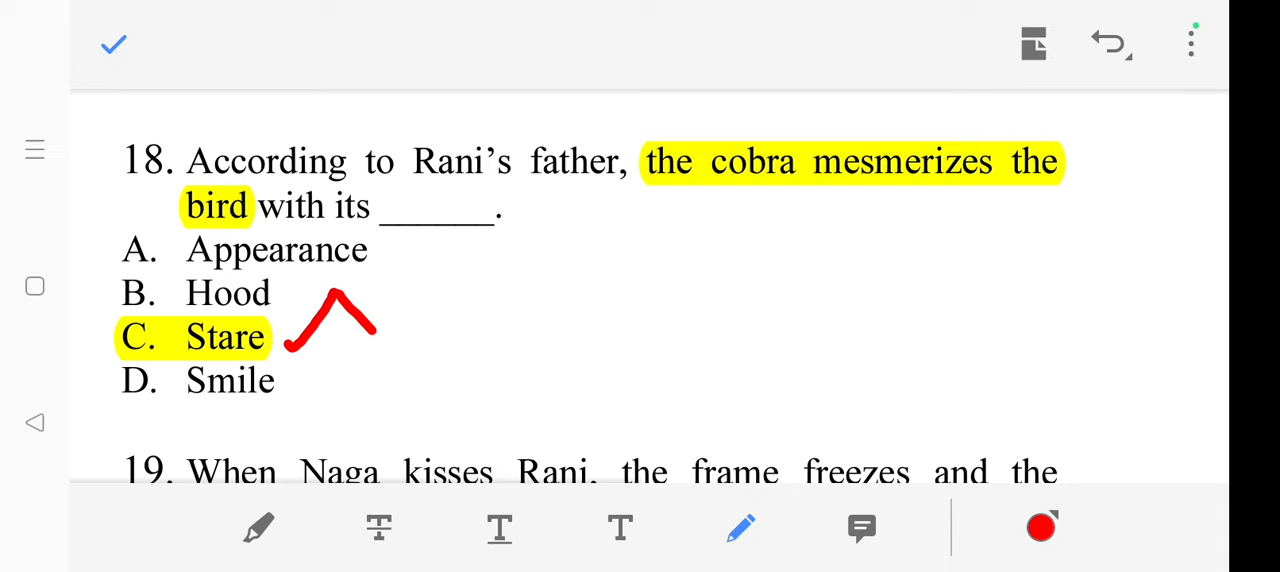 18. According to Rani's father, the cobra mesmerizes the
bird with its ______.
A. Appearance
B. Hood
C. Stare
D. Smile
19. When Naga kisses Rani, the frame freezes and the